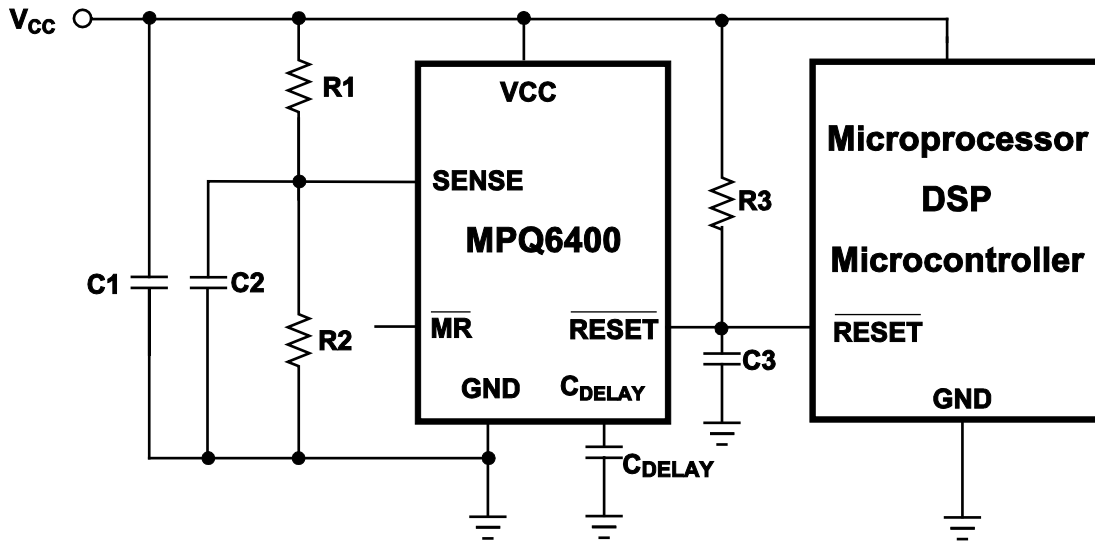 VCC
R1
VCC
SENSE
MPQ6400
R3
Microprocessor
DSP
Microcontroller
C1
C2
R2
MR
RESET
RESET
C3
GND
CDELAY
GND
CDELAY